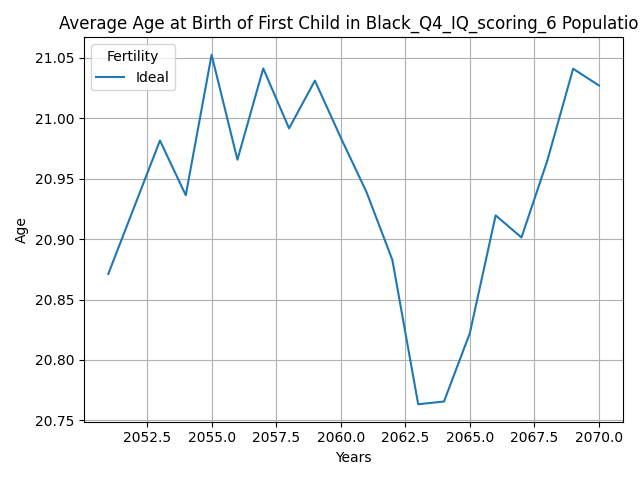 Average Age at Birth of First Child in Black_Q4_IQ_scoring_6 Populatio
Fertility
Ideal
21.05
21.00
20.95
20.90
20.85
20.80
20.75
Age
2052.5 2055.0 2057.5 2060.0 2062.5 2065.0 2067.5 2070.0
Years